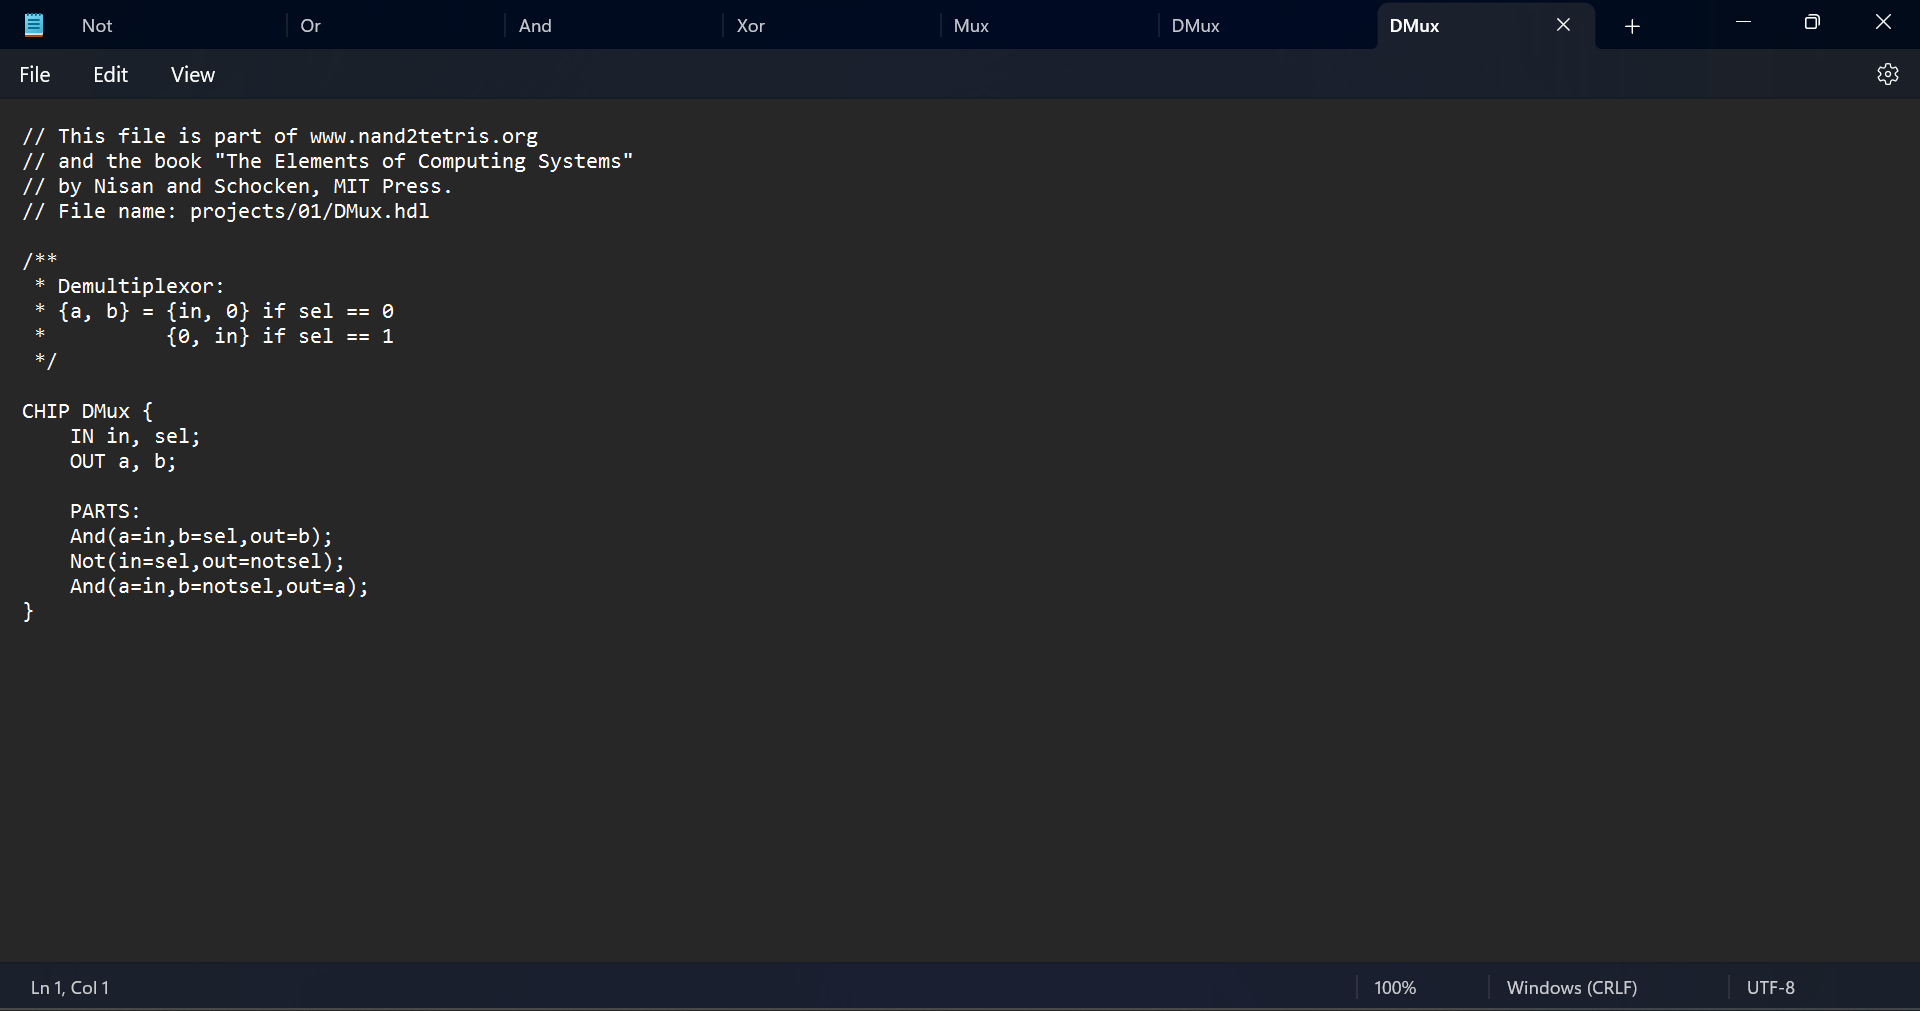 Not
Or
And
Xor
Mux
DMux
DMux
File
Edit
View
// This file is part of www.nand2tetris.org
// and the book "The Elements of Computing Systems"
// by Nisan and Schocken, MIT Press.
// File name: projects/01/DMux.hdl
/**
 * Demultiplexor:
 * {a, b} = {in, 0} if sel == 0
 *          {0, in} if sel == 1
 */
CHIP DMux {
    IN in, sel;
    OUT a, b;
    PARTS:
    And(a=in,b=sel,out=b);
    Not(in=sel,out=notsel);
    And(a=in,b=notsel,out=a);
}
Ln 1, Col 1
100%
Windows (CRLF)
UTF-8